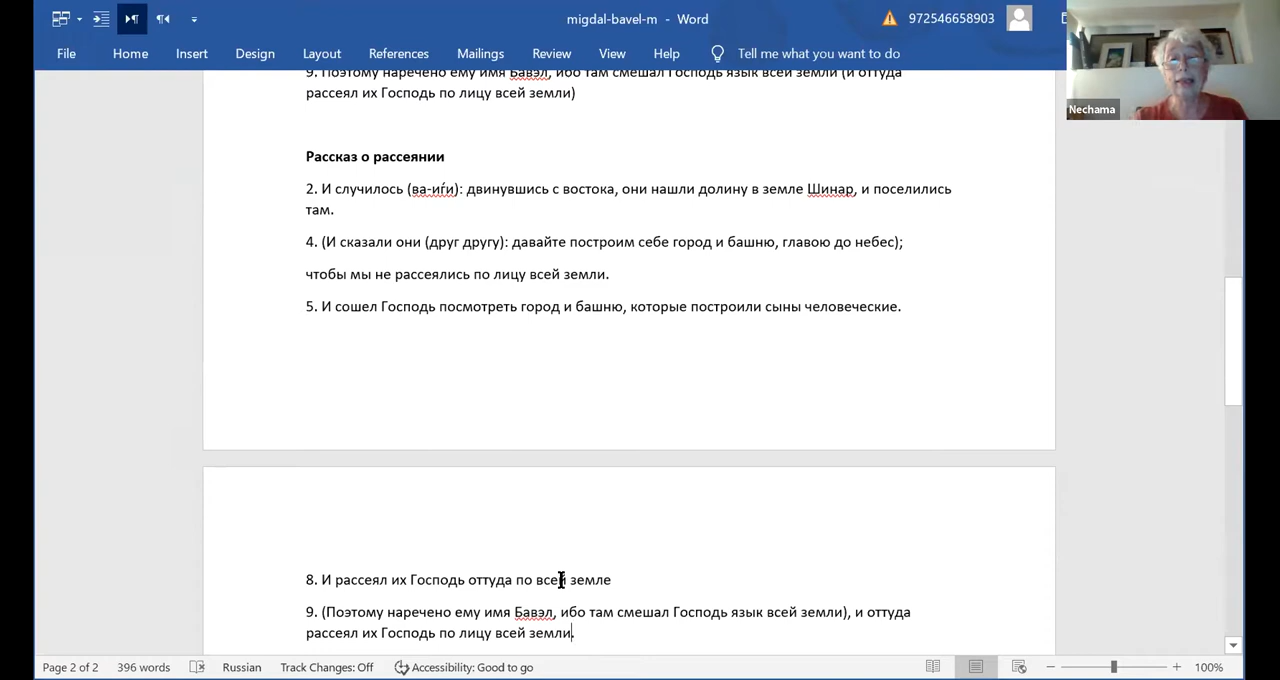 migdal-bavel-m - Word
972546658903
File Home Insert Design Layout References Mailings Review View Help Tell me what you want to do
Nechama
9. Поэтому наречено ему имя Бавэл, ибо там смешал Господь язык всей земли (и оттуда
рассеял их Господь по лицу всей земли)
Рассказ о рассеянии
2. И случилось (ва-иѓи): двинувшись с востока, они нашли долину в земле Шинар, и поселились
там.
4. (И сказали они (друг другу): давайте построим себе город и башню, главою до небес);
чтобы мы не рассеялись по лицу всей земли.
5. И сошел Господь посмотреть город и башню, которые построили сыны человеческие.
8. И рассеял их Господь оттуда по всей земле
9. (Поэтому наречено ему имя Бавэл, ибо там смешал Господь язык всей земли), и оттуда
рассеял их Господь по лицу всей земли.
Page 2 of 2 396 words Russian Track Changes: Off Accessibility: Good to go 100%